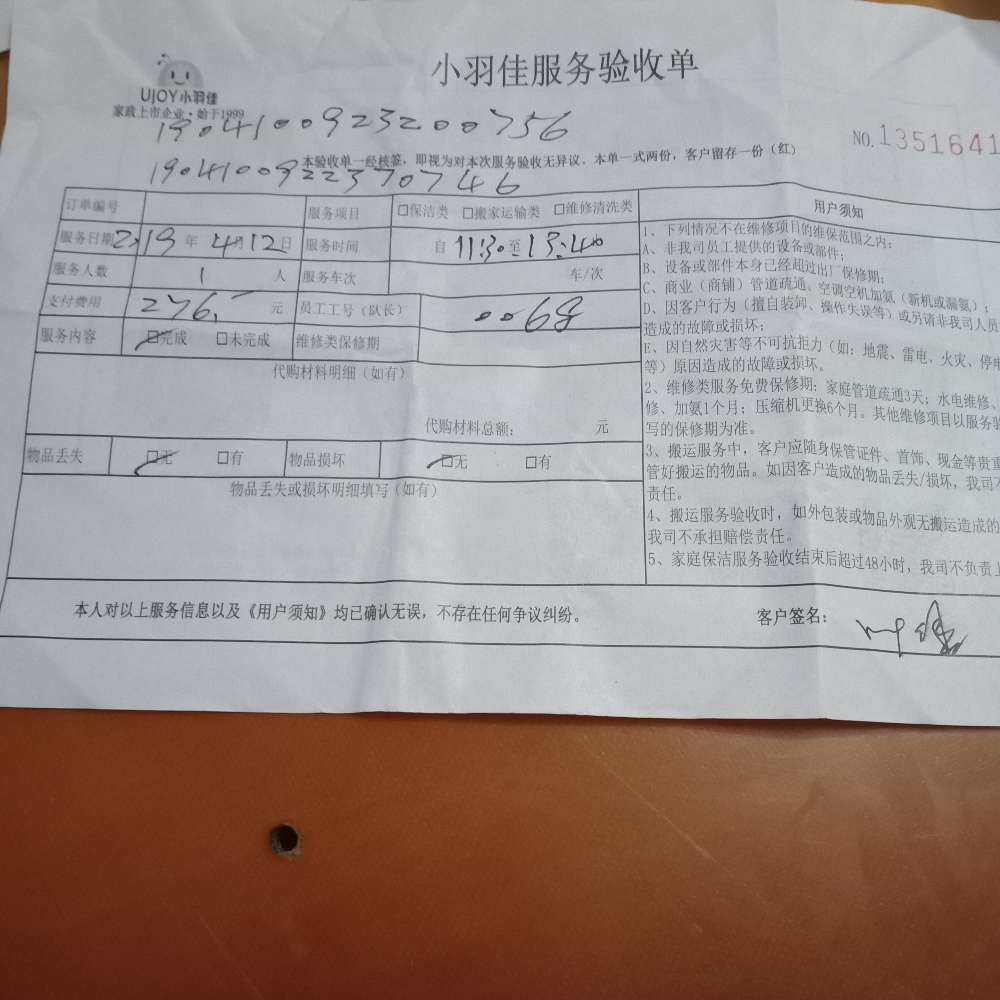 小羽佳服务验收单
UJOY小羽佳
家政上市企业·始于1999
1904100923200756
NO.1351641
本验收单一经核签，即视为对本次服务验收无异议。本单一式两份，客户留存一份（红）
1904100922370746
订单编号 服务项目 □保洁类 □搬家运输类 □维修清洗类
服务日期 2019年4月12日 服务时间 自11:30至13:40
服务人数 1 人 服务车次 车/次
支付费用 276.- 元 员工工号（队长） 0068
服务内容 □完成 □未完成 维修类保修期
代购材料明细（如有）
代购材料总额： 元
物品丢失 □无 □有 物品损坏 □无 □有
物品丢失或损坏明细填写（如有）
用户须知
1、下列情况不在维修项目的维保范围之内：
A、非我司员工提供的设备或部件；
B、设备或部件本身已经超过出厂保修期；
C、商业（商铺）管道疏通、空调空机加氨（新机或漏氨）；
D、因客户行为（擅自装卸、操作失误等）或另请非我司人员
造成的故障或损坏；
E、因自然灾害等不可抗拒力（如：地震、雷电、火灾、停电
等）原因造成的故障或损坏。
2、维修类服务免费保修期：家庭管道疏通3天；水电维修、
修、加氨1个月；压缩机更换6个月。其他维修项目以服务验
写的保修期为准。
3、搬运服务中，客户应随身保管证件、首饰、现金等贵重
管好搬运的物品。如因客户造成的物品丢失/损坏，我司不
责任。
4、搬运服务验收时，如外包装或物品外观无搬运造成的
我司不承担赔偿责任。
5、家庭保洁服务验收结束后超过48小时，我司不负责上
本人对以上服务信息以及《用户须知》均已确认无误，不存在任何争议纠纷。 客户签名：